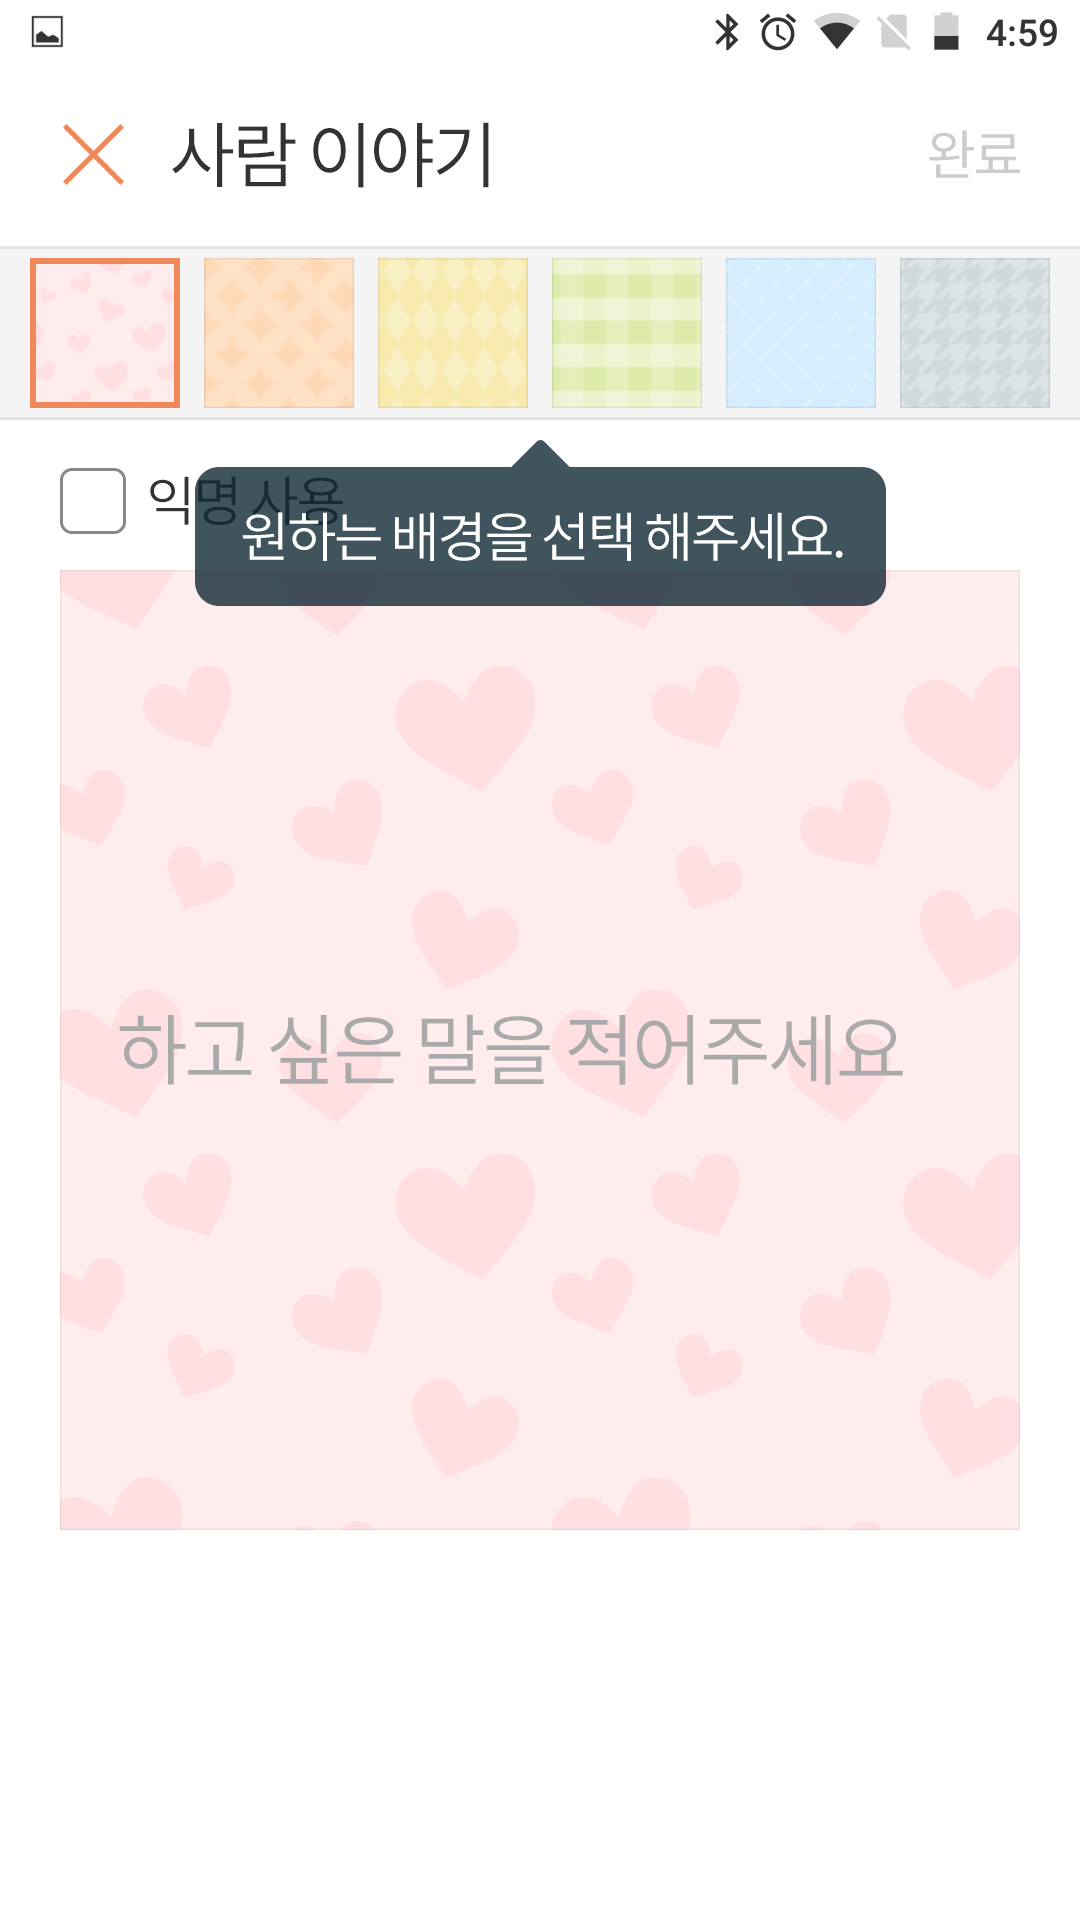 4:59
사람 이야기
완료
익명 사용
원하는 배경을 선택 해주세요.
하고 싶은 말을 적어주세요